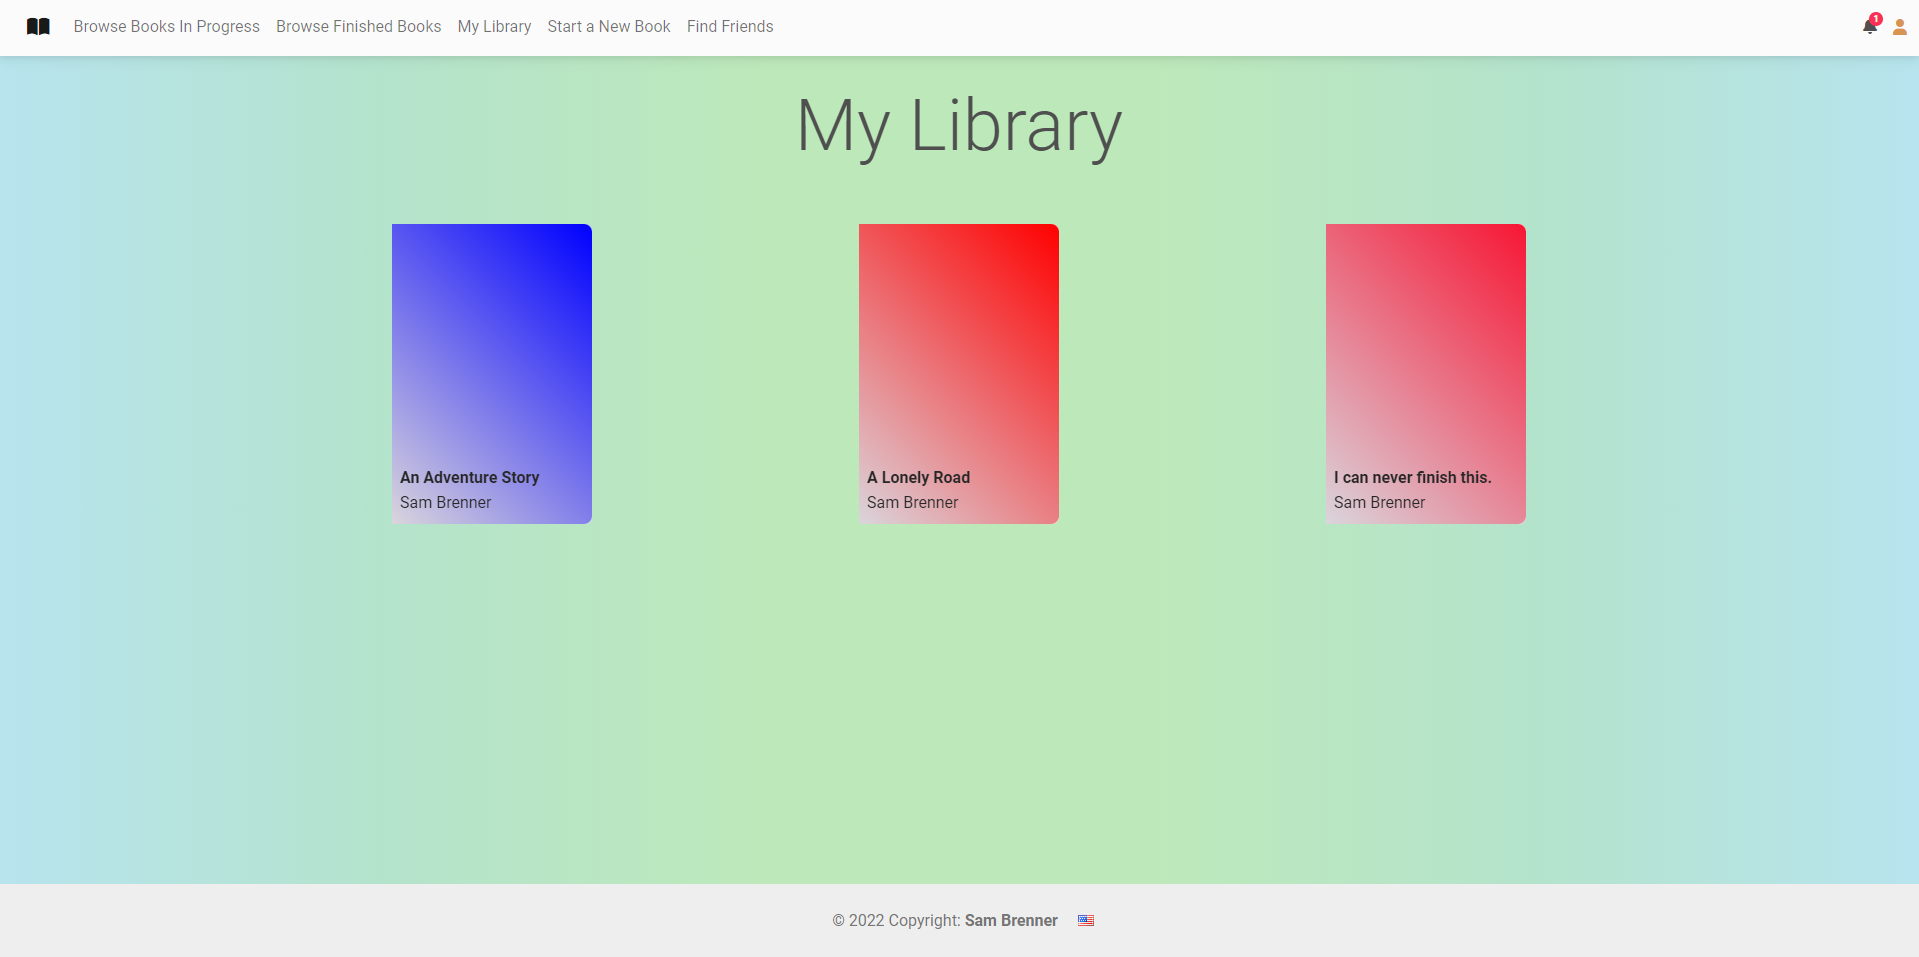 Browse Books In Progress Browse Finished Books My Library Start a New Book Find Friends 1
My Library
An Adventure Story
Sam Brenner
A Lonely Road
Sam Brenner
I can never finish this.
Sam Brenner
© 2022 Copyright: Sam Brenner